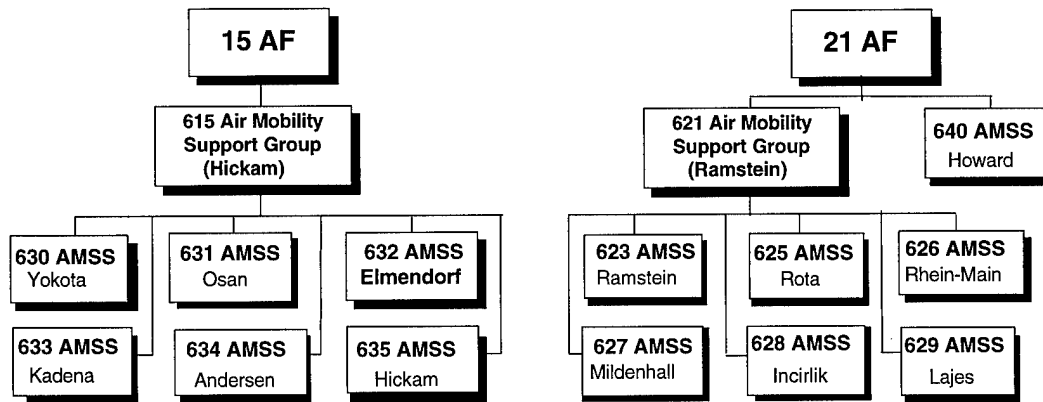 15 AF
21 AF
615 Air Mobility
Support Group
(Hickam)
621 Air Mobility
Support Group
(Ramstein)
640 AMSS
Howard
630 AMSS
Yokota
631 AMSS
Osan
632 AMSS
Elmendorf
623 AMSS
Ramstein
625 AMSS
Rota
626 AMSS
Rhein-Main
633 AMSS
Kadena
634 AMSS
Andersen
635 AMSS
Hickam
627 AMSS
Mildenhall
628 AMSS
Incirlik
629 AMSS
Lajes